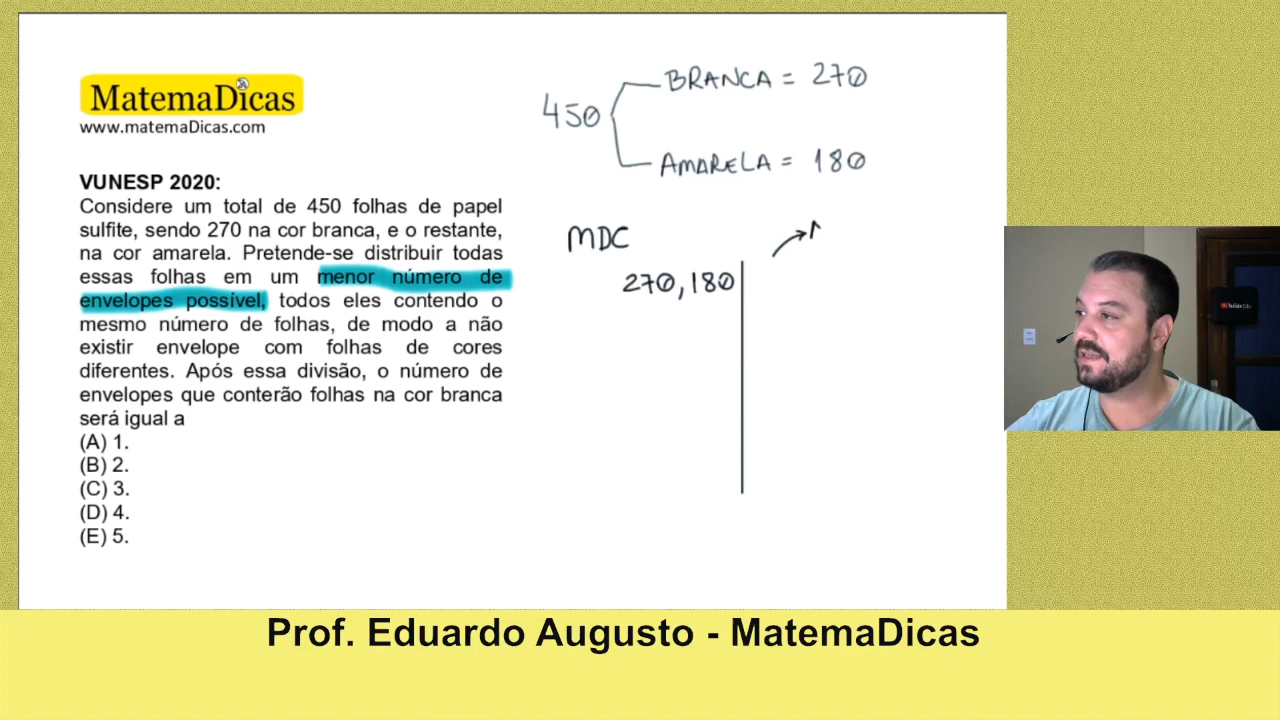 MatemaDicas
www.matemaDicas.com
VUNESP 2020:
Considere um total de 450 folhas de papel
sulfite, sendo 270 na cor branca, e o restante,
na cor amarela. Pretende-se distribuir todas
essas folhas em um menor número de
envelopes possível, todos eles contendo o
mesmo número de folhas, de modo a não
existir envelope com folhas de cores
diferentes. Após essa divisão, o número de
envelopes que conterão folhas na cor branca
será igual a
(A) 1.
(B) 2.
(C) 3.
(D) 4.
(E) 5.
BRANCA = 270
450
AMARELA = 180
MDC
270, 180
Prof. Eduardo Augusto - MatemaDicas